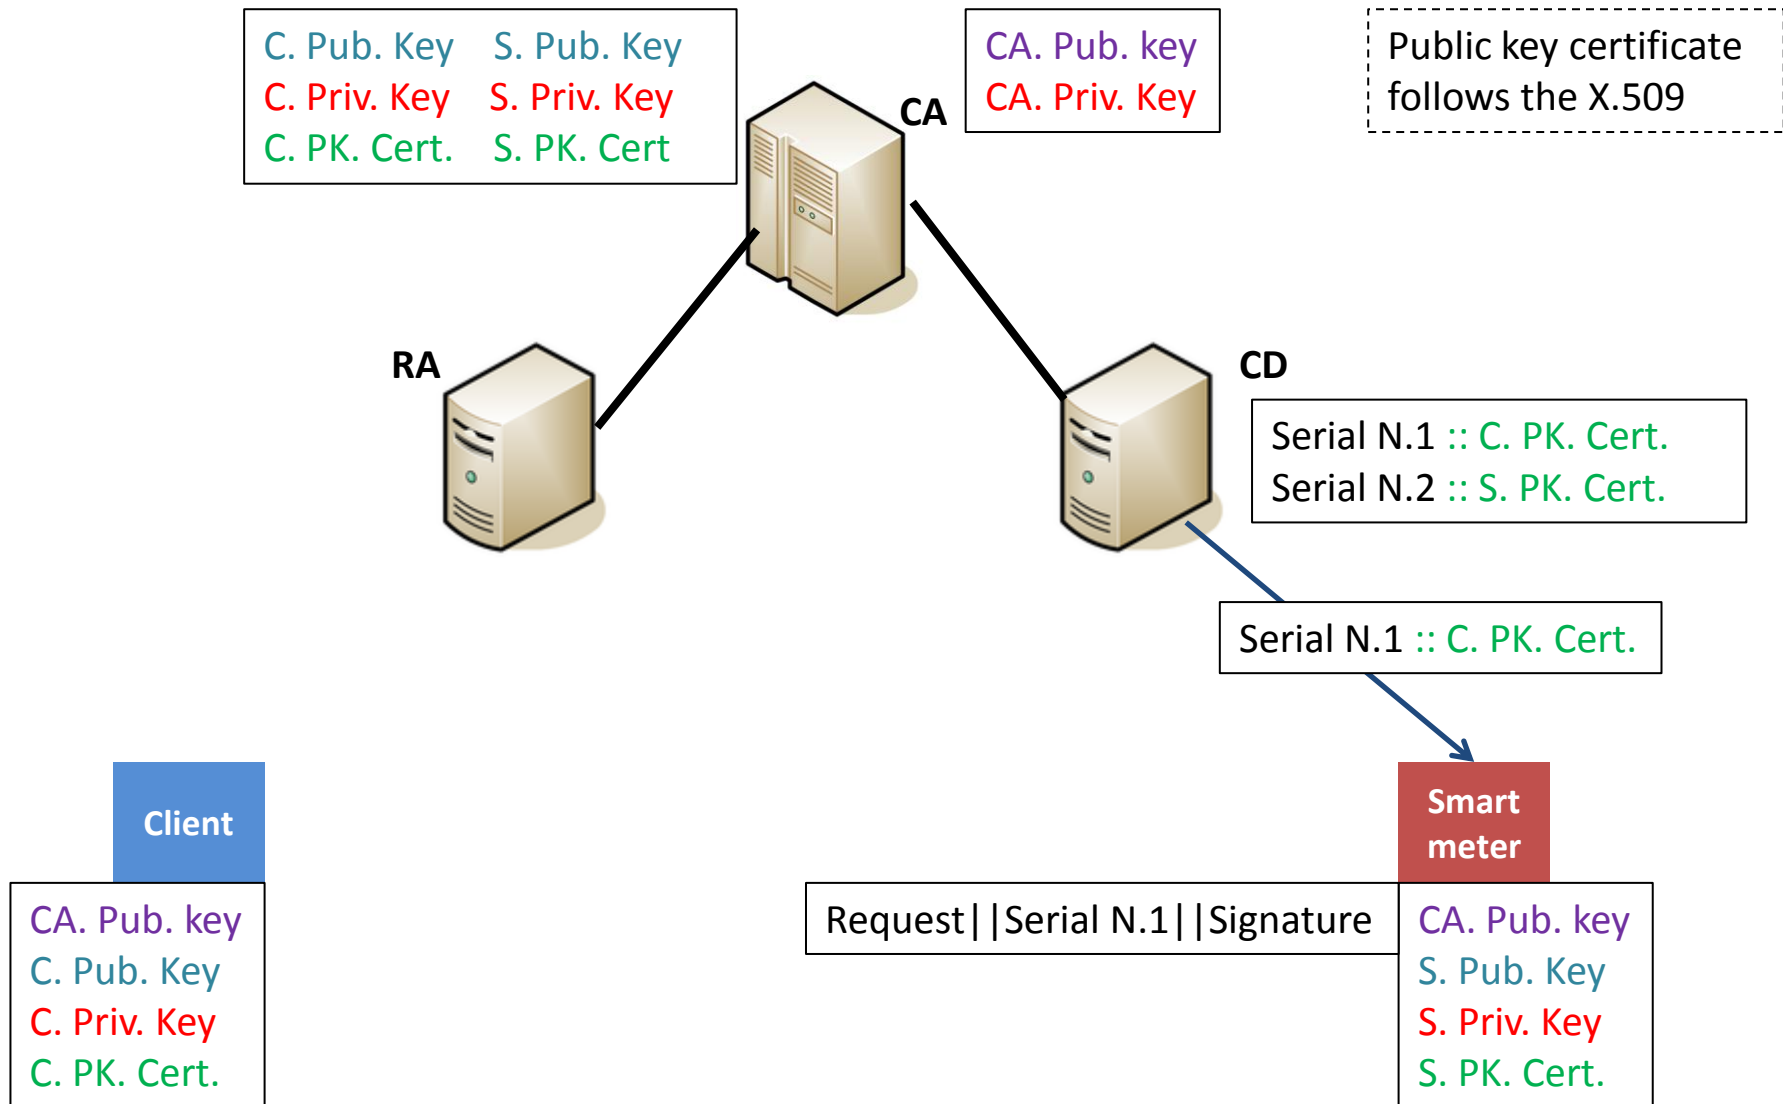 C. Pub. Key S. Pub. Key
C. Priv. Key S. Priv. Key
C. PK. Cert. S. PK. Cert
CA
CA. Pub. key
CA. Priv. Key
Public key certificate
follows the X.509
RA
CD
Serial N.1 :: C. PK. Cert.
Serial N.2 :: S. PK. Cert.
Serial N.1 :: C. PK. Cert.
Client
CA. Pub. key
C. Pub. Key
C. Priv. Key
C. PK. Cert.
Smart
meter
Request||Serial N.1||Signature
CA. Pub. key
S. Pub. Key
S. Priv. Key
S. PK. Cert.